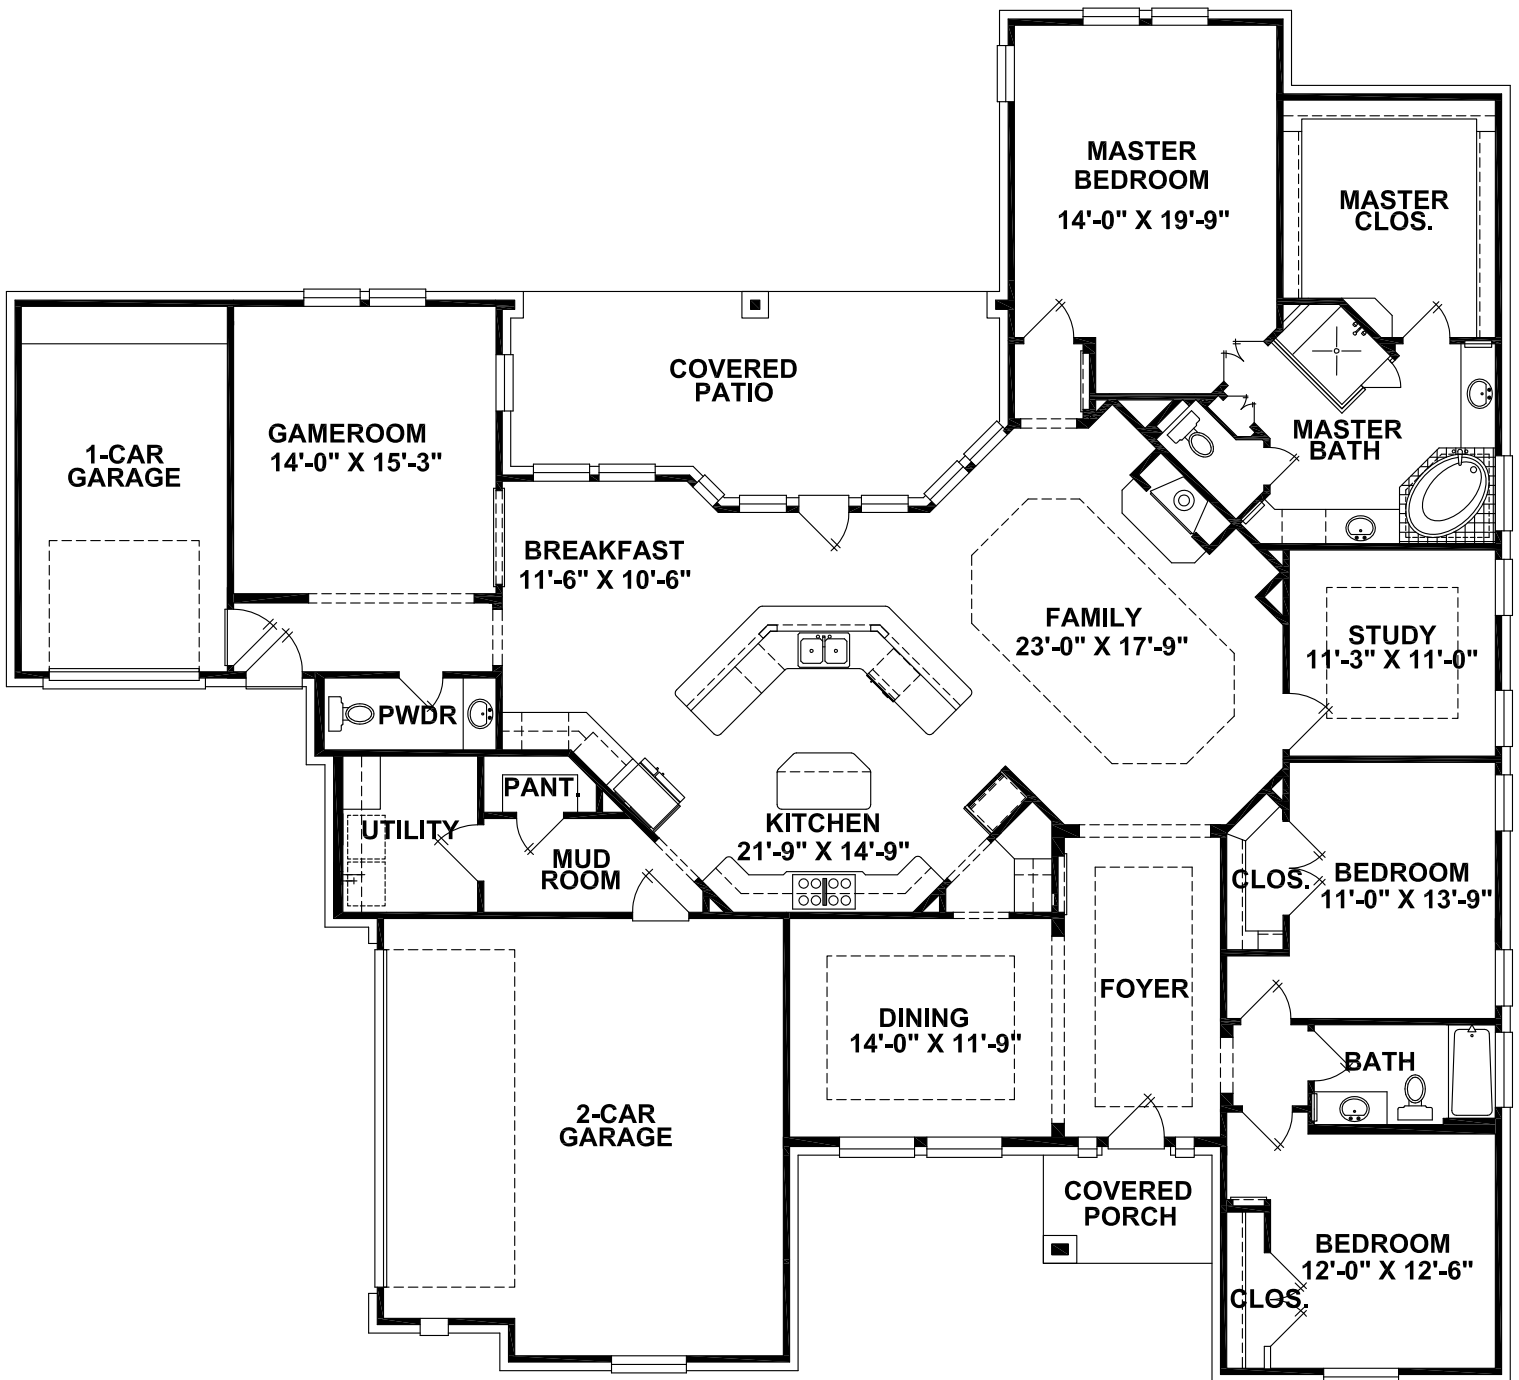 MASTER
BEDROOM
14'-0" X 19'-9"
MASTER
CLOS.
COVERED
PATIO
GAMEROOM
14'-0" X 15'-3"
1-CAR
GARAGE
MASTER
BATH
BREAKFAST
11'-6" X 10'-6"
FAMILY
23'-0" X 17'-9"
STUDY
11'-3" X 11'-0"
PWDR
PANT.
UTILITY
MUD
ROOM
KITCHEN
21'-9" X 14'-9"
CLOS.
BEDROOM
11'-0" X 13'-9"
FOYER
DINING
14'-0" X 11'-9"
BATH
2-CAR
GARAGE
COVERED
PORCH
BEDROOM
12'-0" X 12'-6"
CLOS.